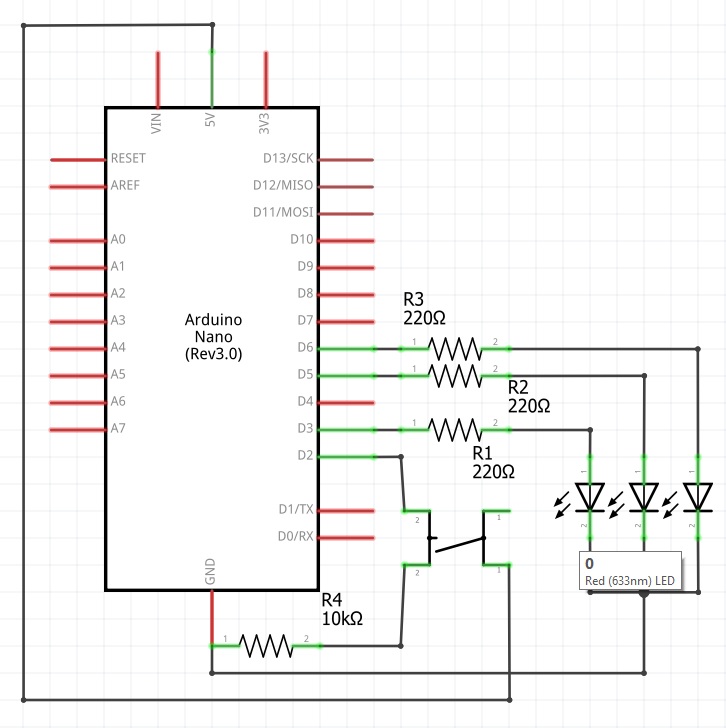 VIN
5V
3V3
RESET
AREF
D13/SCK
D12/MISO
D11/MOSI
A0
A1
A2
A3
A4
A5
A6
A7
D10
D9
D8
D7
D6
D5
D4
D3
D2
D1/TX
D0/RX
GND
Arduino
Nano
(Rev3.0)
R3
220Ω
1
2
1
2
R2
220Ω
1
2
R1
220Ω
1
1
1
2
2
2
2
1
2
1
0
Red (633nm) LED
R4
10kΩ
1
2